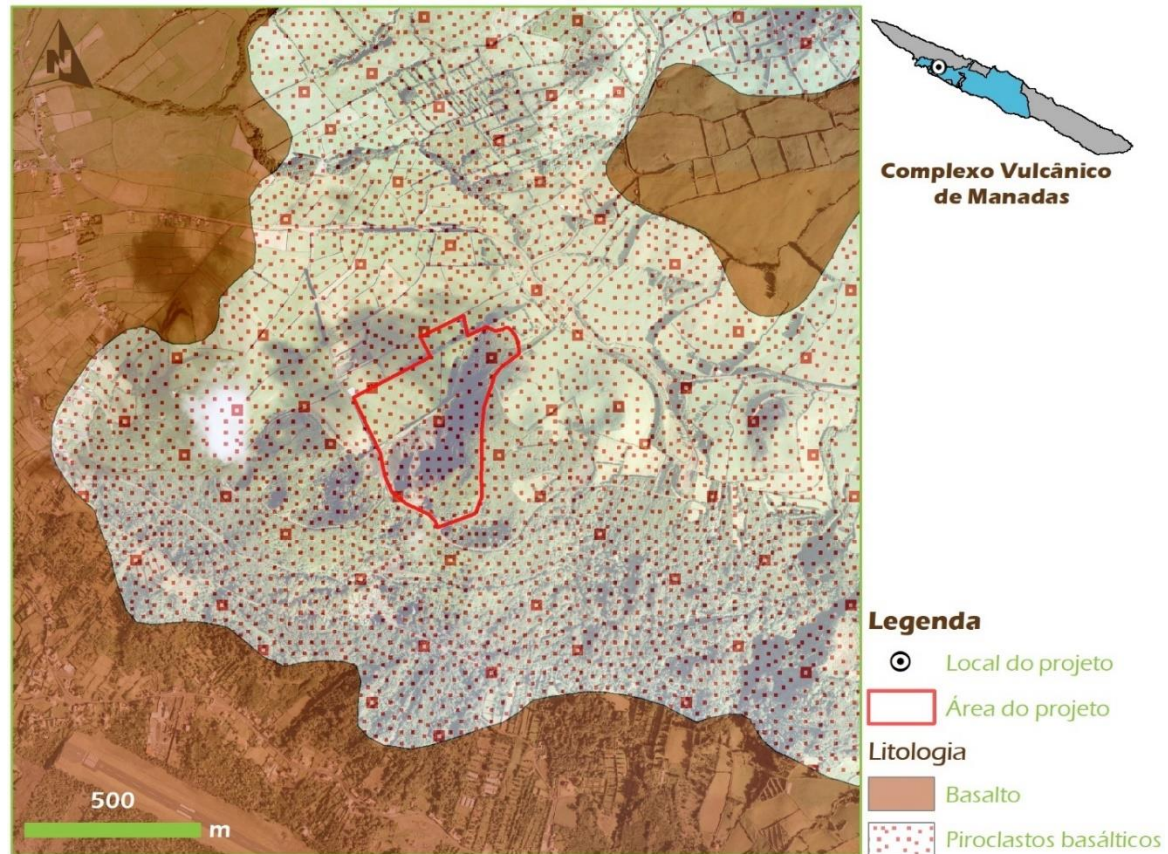 N
Complexo Vulcânico
de Manadas
Legenda
Local do projeto
Área do projeto
Litologia
Basalto
Piroclastos basálticos
500
m